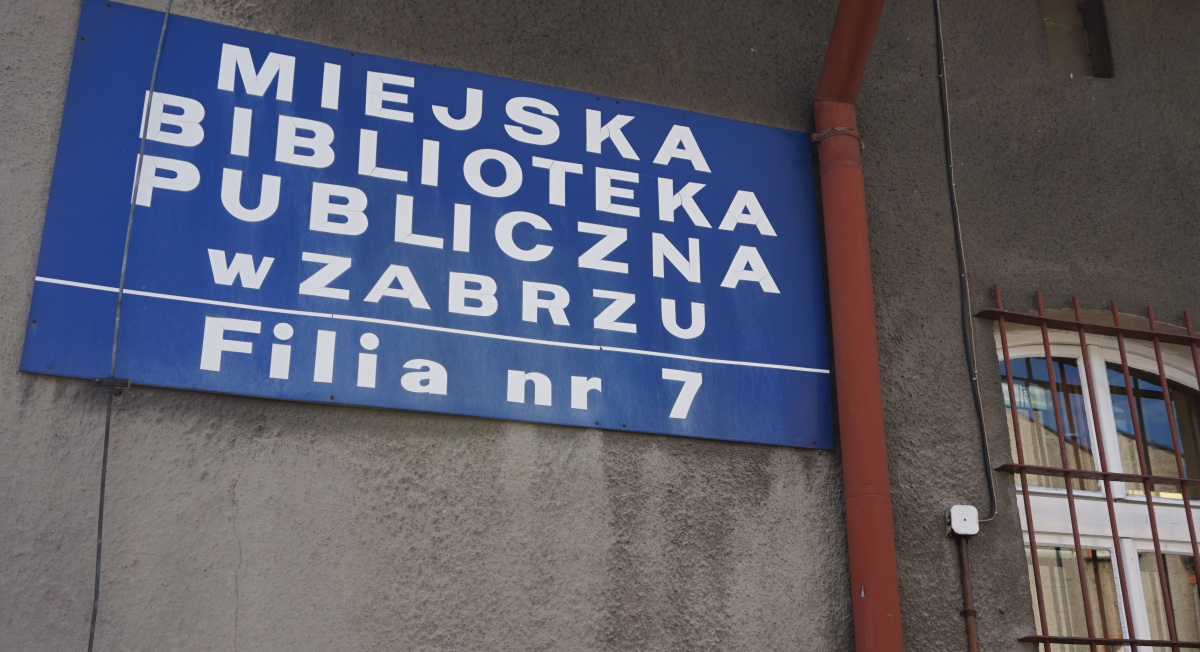 MIEJSKA
BIBLIOTEKA
PUBLICZNA
W ZABRZU
Filia nr 7